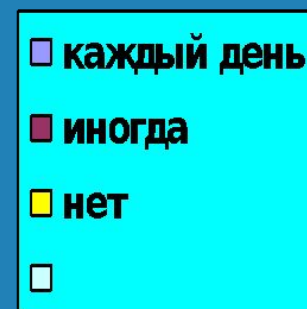 каждый день
иногда
нет